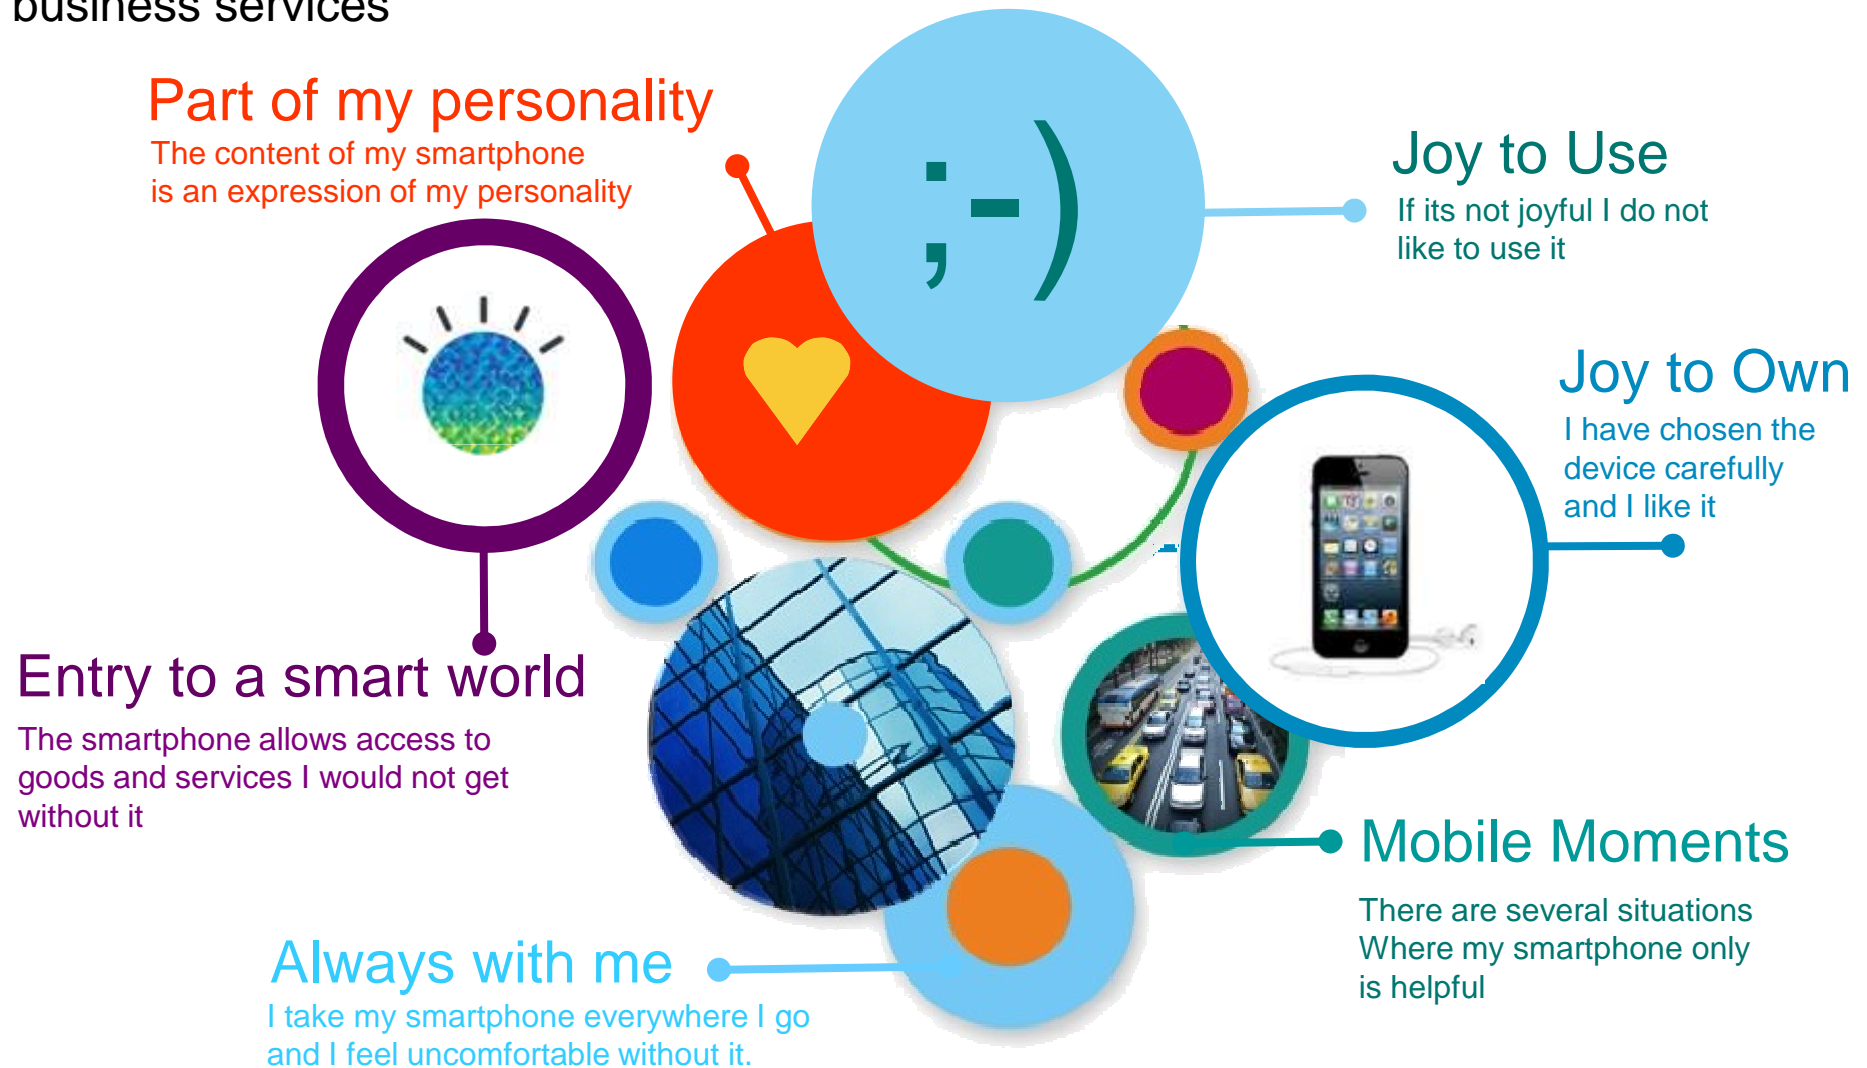 business services
Part of my personality
The content of my smartphone
is an expression of my personality
;-)
Joy to Use
If its not joyful I do not
like to use it
Joy to Own
I have chosen the
device carefully
and I like it
Entry to a smart world
The smartphone allows access to
goods and services I would not get
without it
Mobile Moments
There are several situations
Where my smartphone only
is helpful
Always with me
I take my smartphone everywhere I go
and I feel uncomfortable without it.